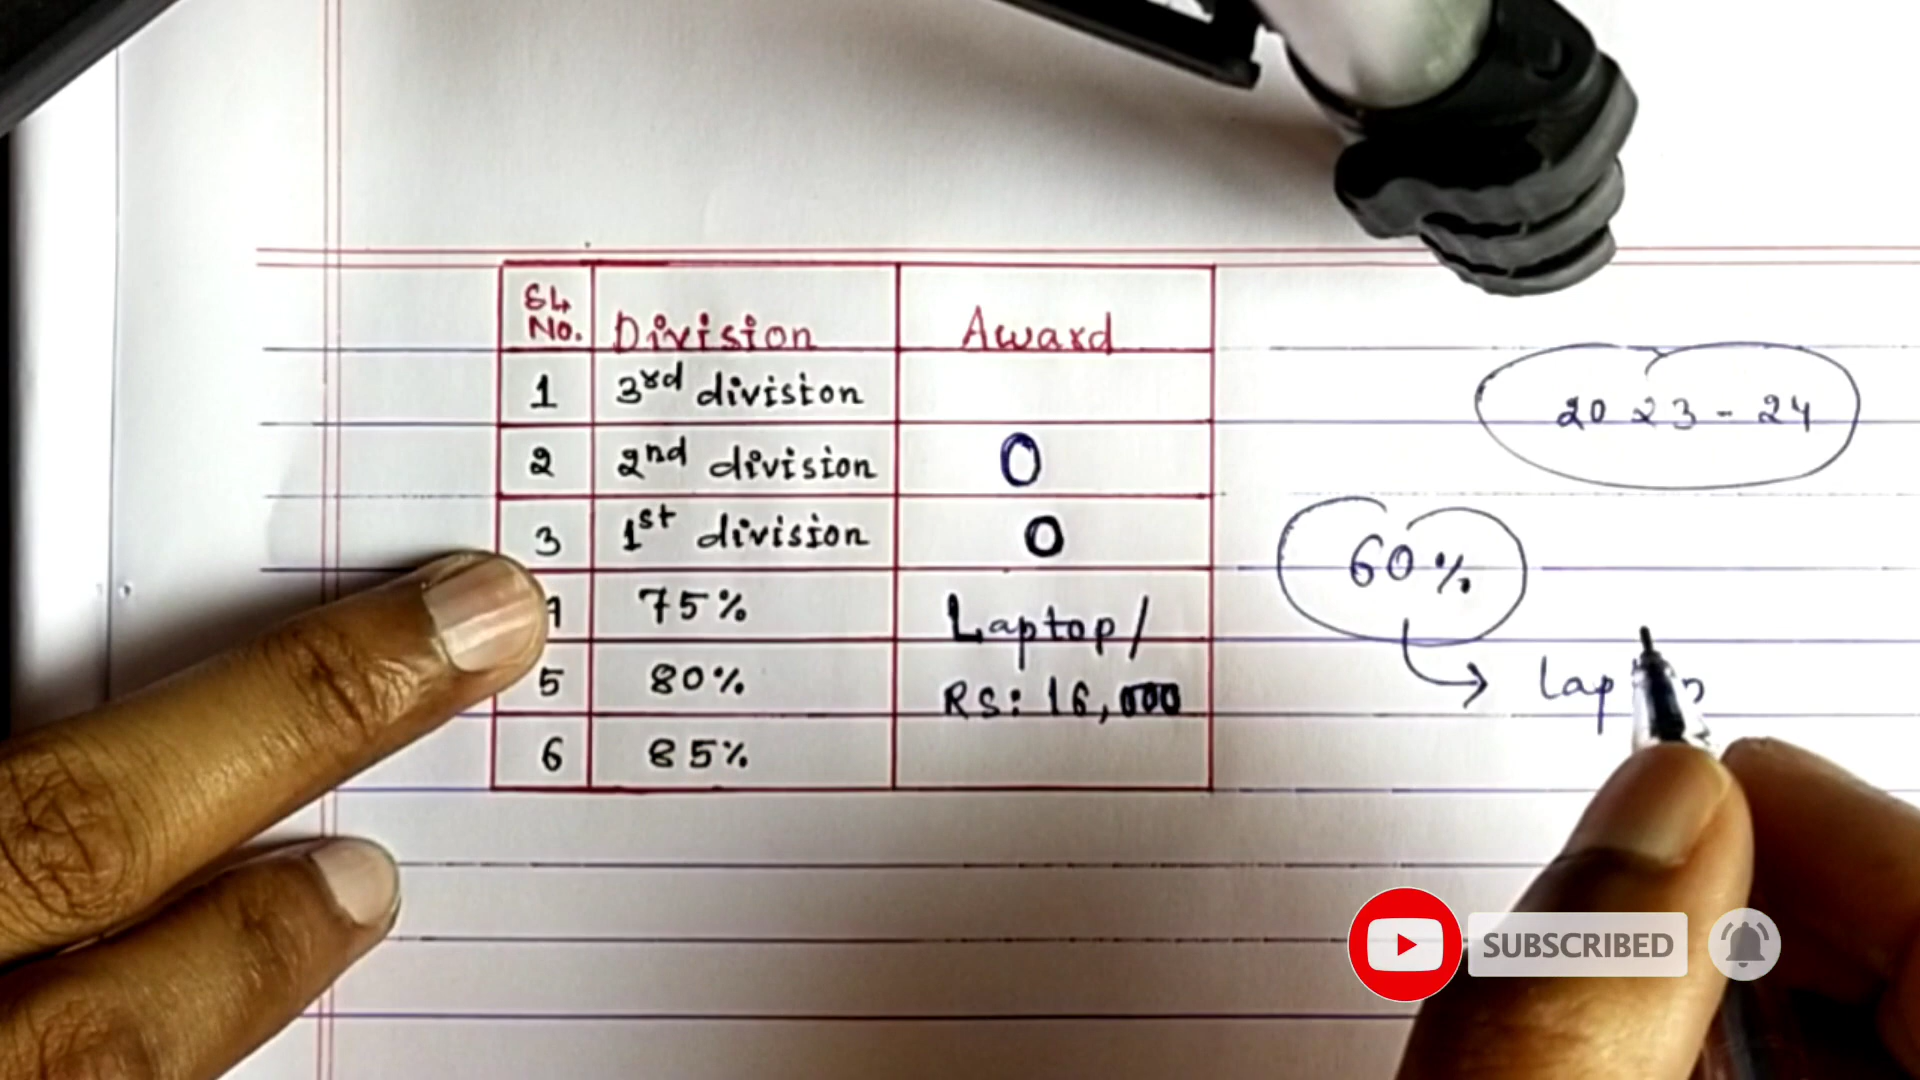 SL No. Division Award
1 3rd division
2 2nd division 0
3 1st division 0
75% Laptop/
5 80% RS: 16,000
6 85%
2023-24
60%
SUBSCRIBED